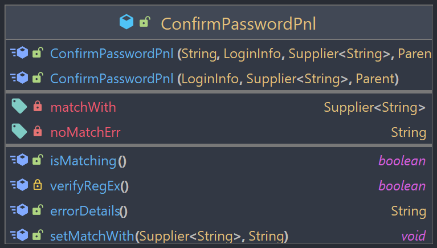 ConfirmPasswordPnl
ConfirmPasswordPnl (String, LoginInfo, Supplier<String>, Paren
ConfirmPasswordPnl (LoginInfo, Supplier<String>, Parent)
matchWith Supplier<String>
noMatchErr String
isMatching() boolean
verifyRegEx() boolean
errorDetails() String
setMatchWith(Supplier<String>, String) void